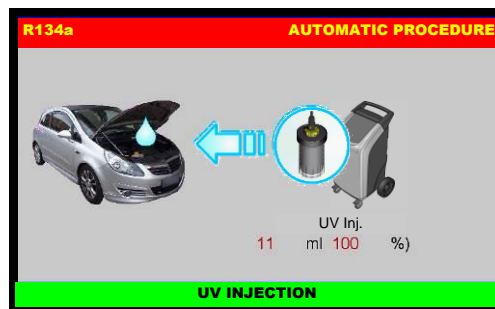 R134a AUTOMATIC PROCEDURE
UV Inj.
11 ml 100 %)
UV INJECTION